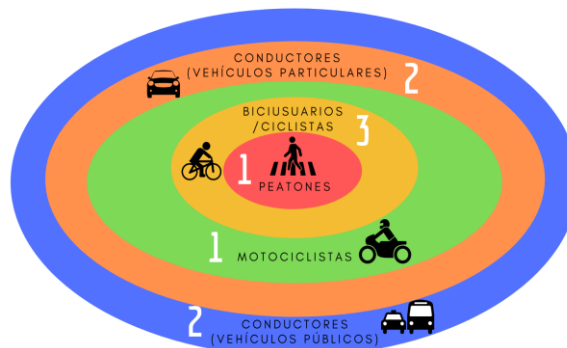 CONDUCTORES
(VEHÍCULOS PARTICULARES)
2
BICIUSUARIOS
/CICLISTAS
3
1
PEATONES
1
MOTOCICLISTAS
2
CONDUCTORES
(VEHÍCULOS PÚBLICOS)